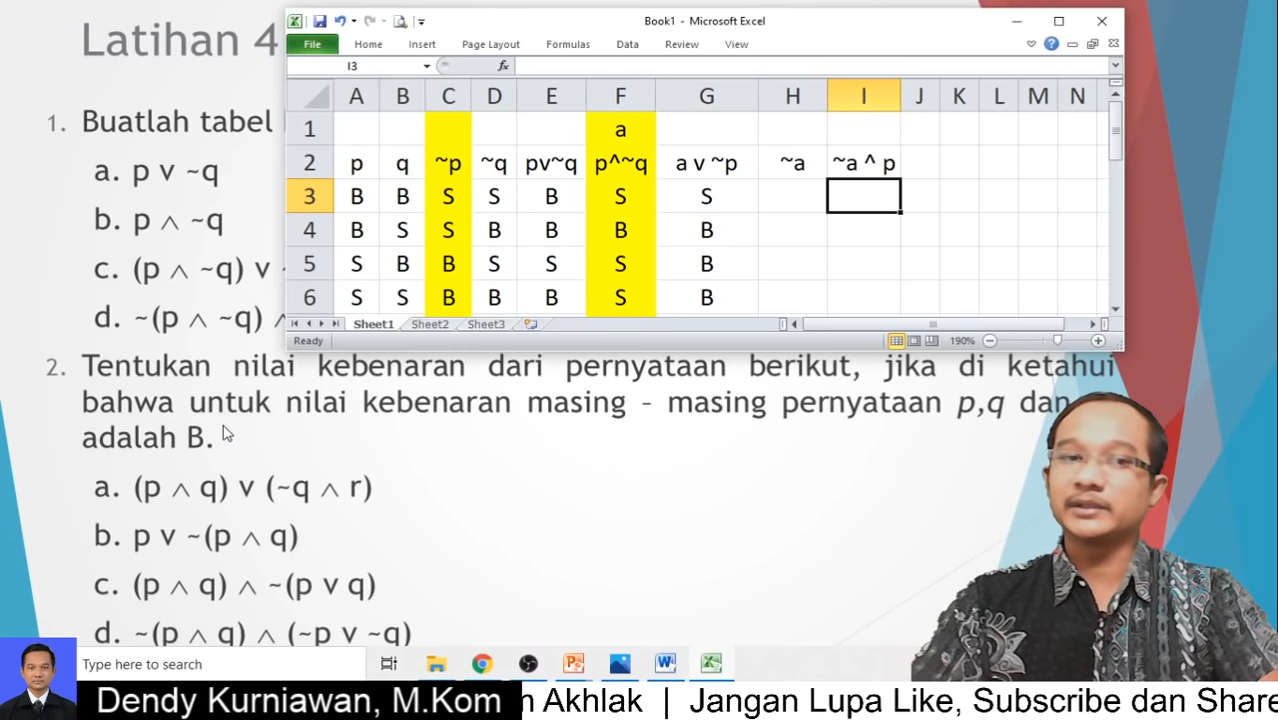 Latihan 4
Book1 - Microsoft Excel
File Home Insert Page Layout Formulas Data Review View
I3 fx
A B C D E F G H I J K L M N
1 a
2 p q ~p ~q pv~q p^~q a v ~p ~a ~a ^ p
3 B B S S B S S
4 B S S B B B B
5 S B B S S S B
6 S S B B B S B
Sheet1 Sheet2 Sheet3
Ready 190%
1. Buatlah tabel
a. p v ~q
b. p ∧ ~q
c. (p ∧ ~q) v
d. ~(p ∧ ~q)
2. Tentukan nilai kebenaran dari pernyataan berikut, jika di ketahui
bahwa untuk nilai kebenaran masing – masing pernyataan p,q dan
adalah B.
a. (p ∧ q) v (~q ∧ r)
b. p v ~(p ∧ q)
c. (p ∧ q) ∧ ~(p v q)
d. ~(p ∧ q) ∧ (~p v ~q)
Type here to search
Dendy Kurniawan, M.Kom
Akhlak | Jangan Lupa Like, Subscribe dan Share